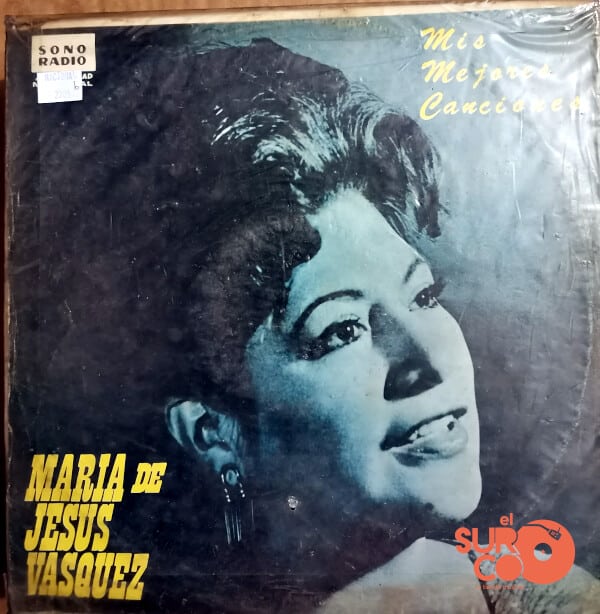 SONO
RADIO
Mis
Mejores
Canciones
MARIA DE
JESUS
VASQUEZ
el
SUR
CO